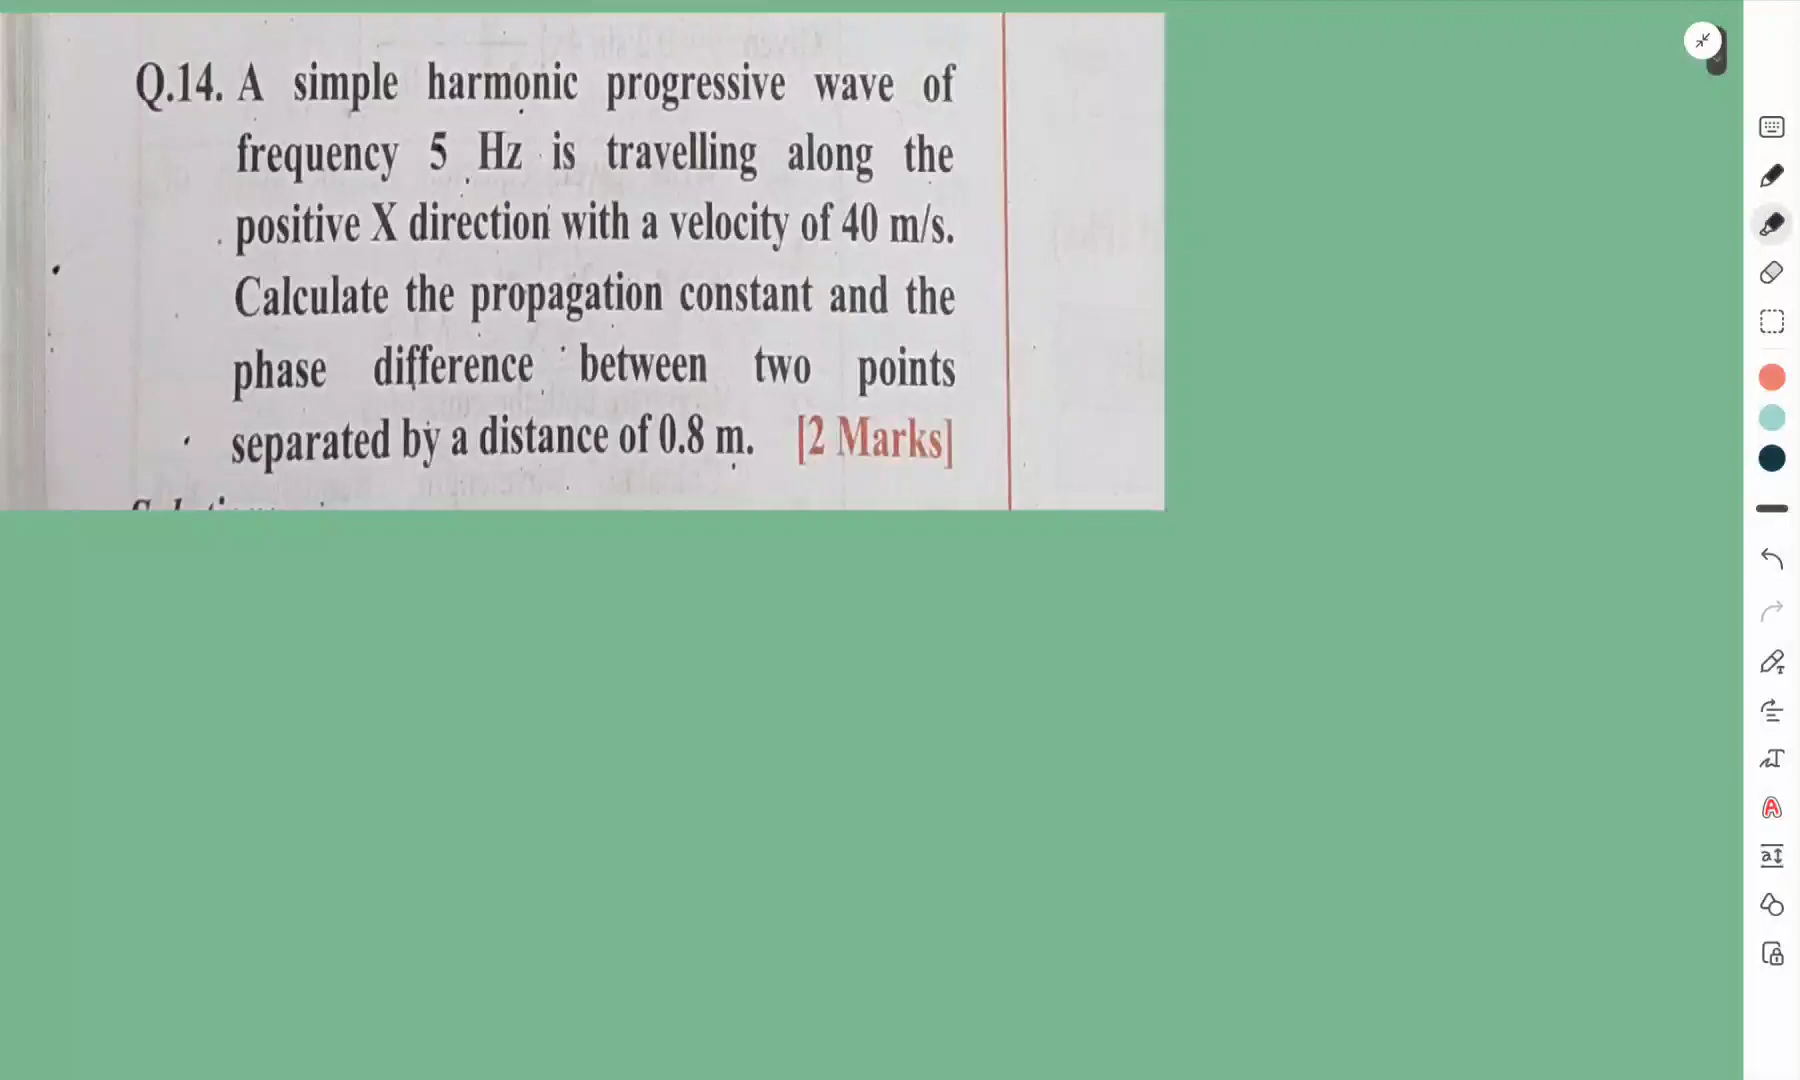 Q.14. A simple harmonic progressive wave of
frequency 5 Hz is travelling along the
positive X direction with a velocity of 40 m/s.
Calculate the propagation constant and the
phase difference between two points
separated by a distance of 0.8 m. [2 Marks]